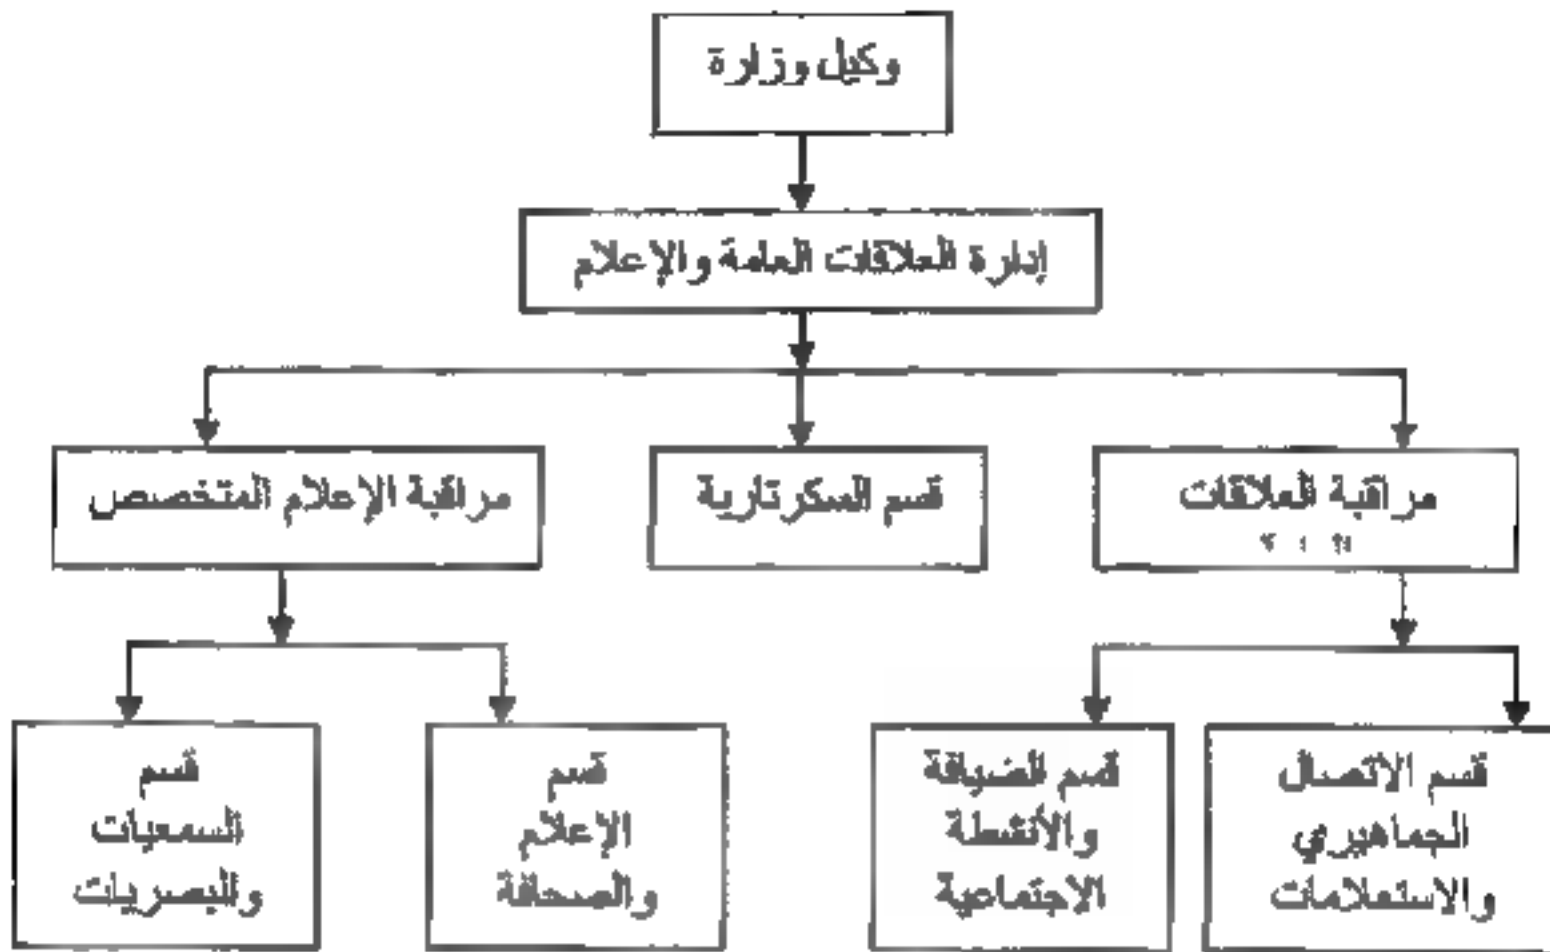 وكيل وزارة
إدارة العلاقات العامة والإعلام
مراقبة العلاقات
قسم السكرتارية
مراقبة الإعلام المتخصص
قسم الاتصال
الجماهيري
والاستعلامات
قسم الضيافة
والأنشطة
الاجتماعية
قسم
الإعلام
والصحافة
قسم
السمعيات
والبصريات